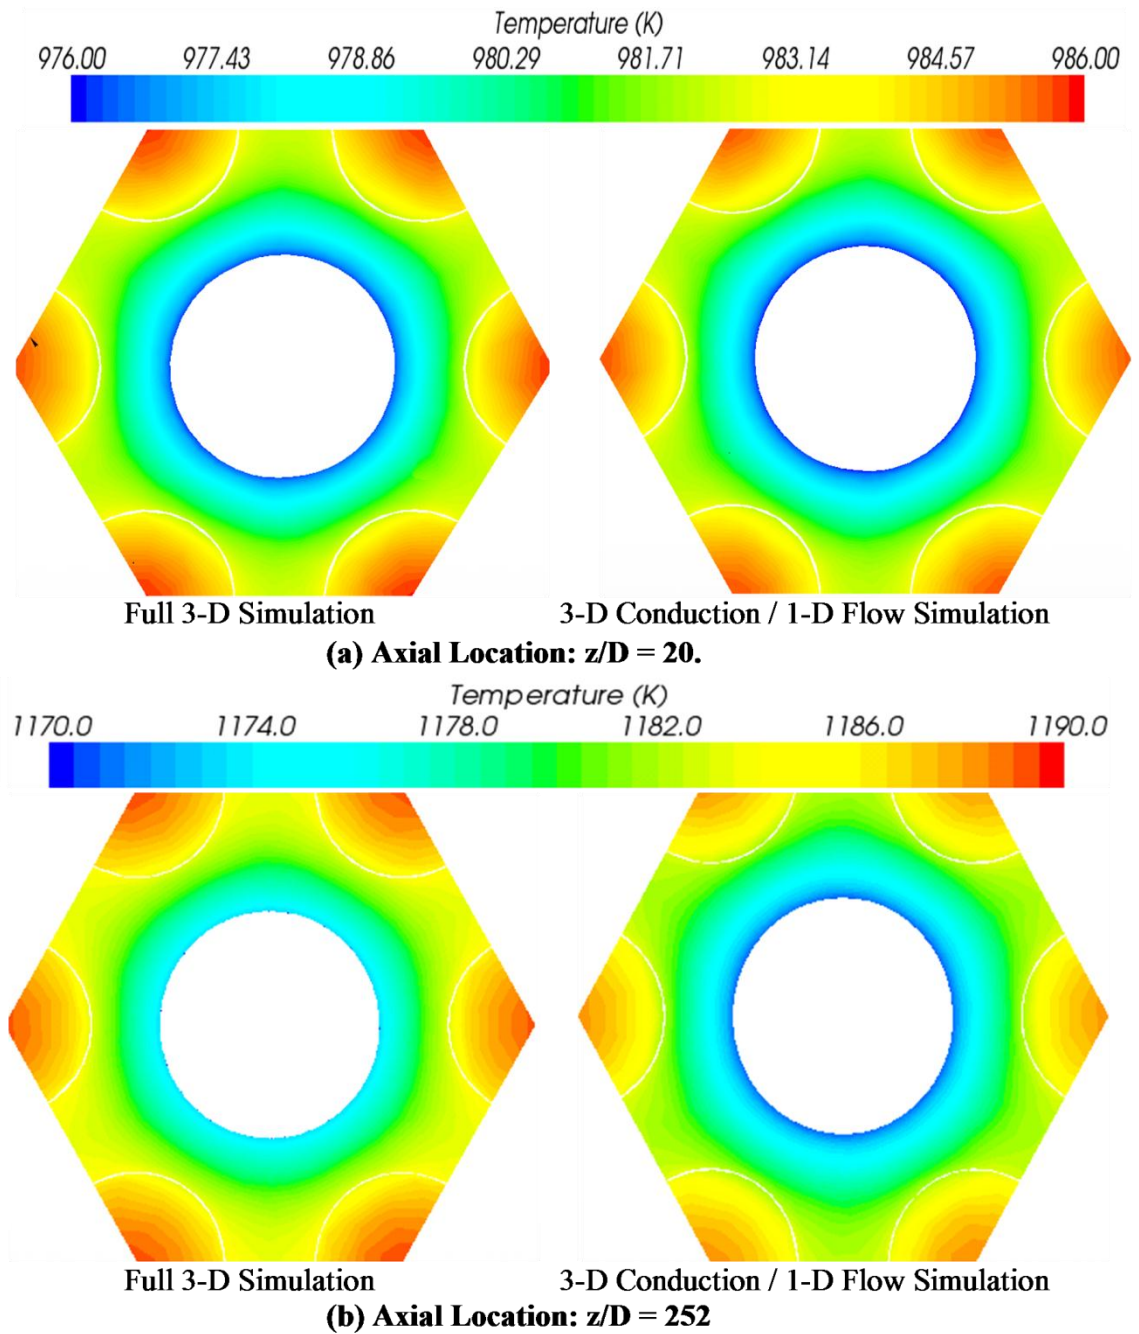 Temperature (K)
976.00 977.43 978.86 980.29 981.71 983.14 984.57 986.00
Full 3-D Simulation 3-D Conduction / 1-D Flow Simulation
(a) Axial Location: z/D = 20.
Temperature (K)
1170.0 1174.0 1178.0 1182.0 1186.0 1190.0
Full 3-D Simulation 3-D Conduction / 1-D Flow Simulation
(b) Axial Location: z/D = 252